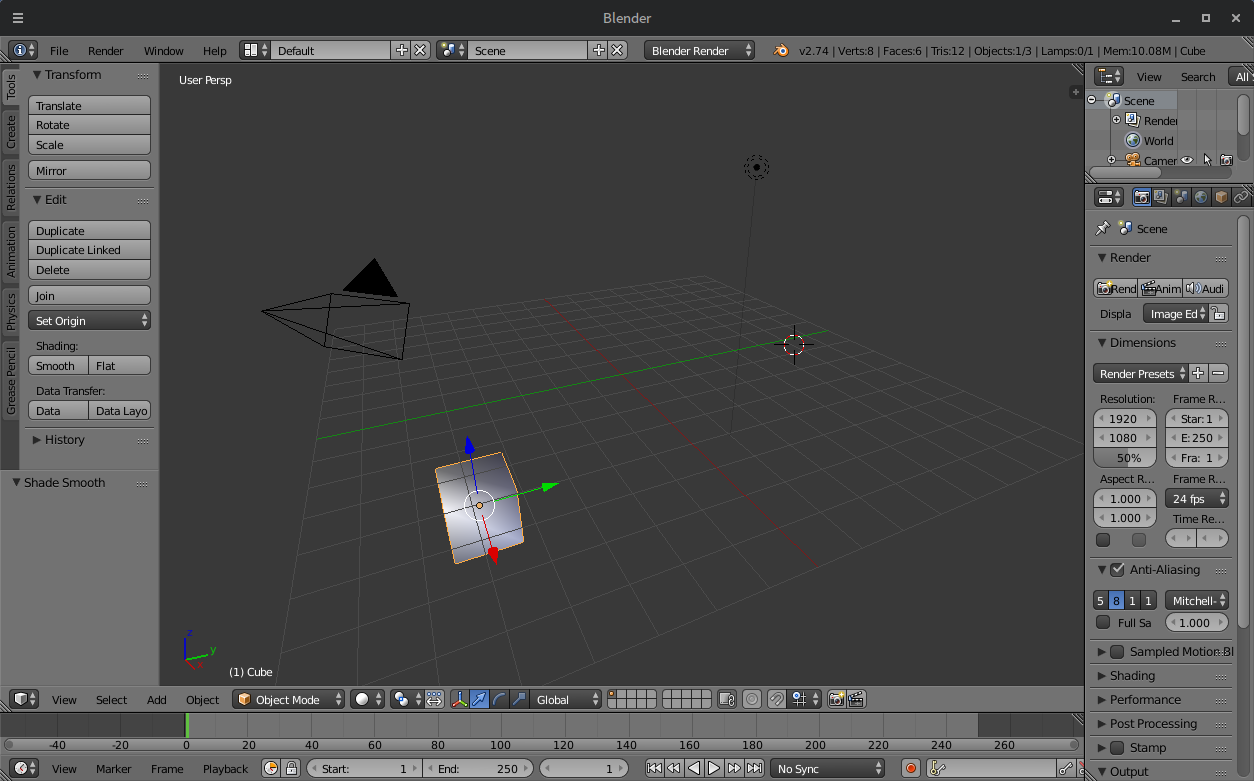 Blender
File Render Window Help Default Scene Blender Render v2.74 | Verts:8 | Faces:6 | Tris:12 | Objects:1/3 | Lamps:0/1 | Mem:10.08M | Cube
Tools
Create
Relations
Animation
Physics
Grease Pencil
Transform
Translate
Rotate
Scale
Mirror
Edit
Duplicate
Duplicate Linked
Delete
Join
Set Origin
Shading:
Smooth Flat
Data Transfer:
Data Data Layo
History
Shade Smooth
User Persp
z
y
x
(1) Cube
View Select Add Object Object Mode Global
-40 -20 0 20 40 60 80 100 120 140 160 180 200 220 240 260
View Marker Frame Playback Start: 1 End: 250 1 No Sync
View Search All
Scene
Render
World
Camer
Scene
Render
Rend Anim Audi
Displa Image Ed
Dimensions
Render Presets
Resolution: Frame R...
1920 Star: 1
1080 E: 250
50% Fra: 1
Aspect R... Frame R...
1.000 24 fps
1.000 Time Re...
Anti-Aliasing
5 8 1 1 Mitchell-
Full Sa 1.000
Sampled Motion Bl
Shading
Performance
Post Processing
Stamp
Output